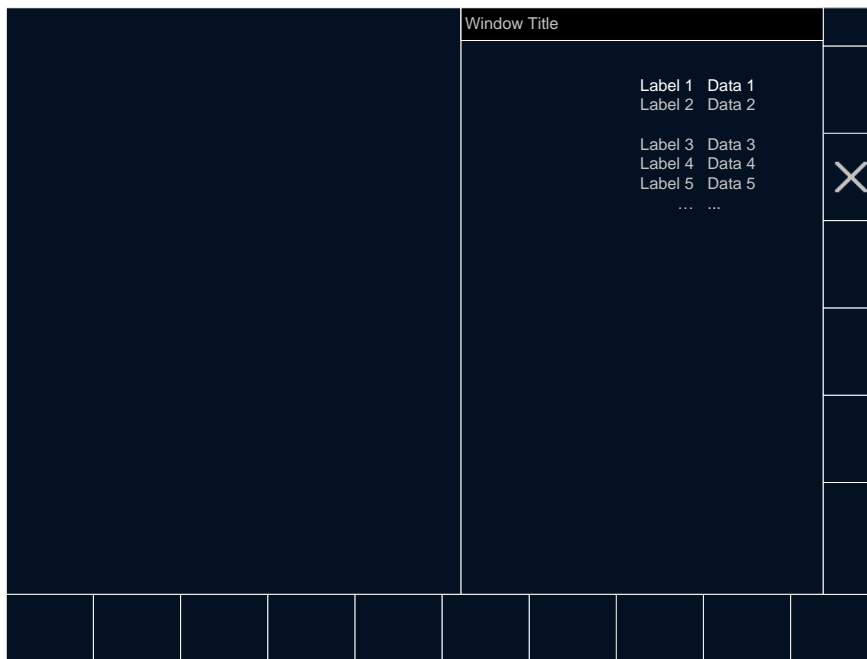 Window Title
Label 1 Data 1
Label 2 Data 2
Label 3 Data 3
Label 4 Data 4
Label 5 Data 5
… ...